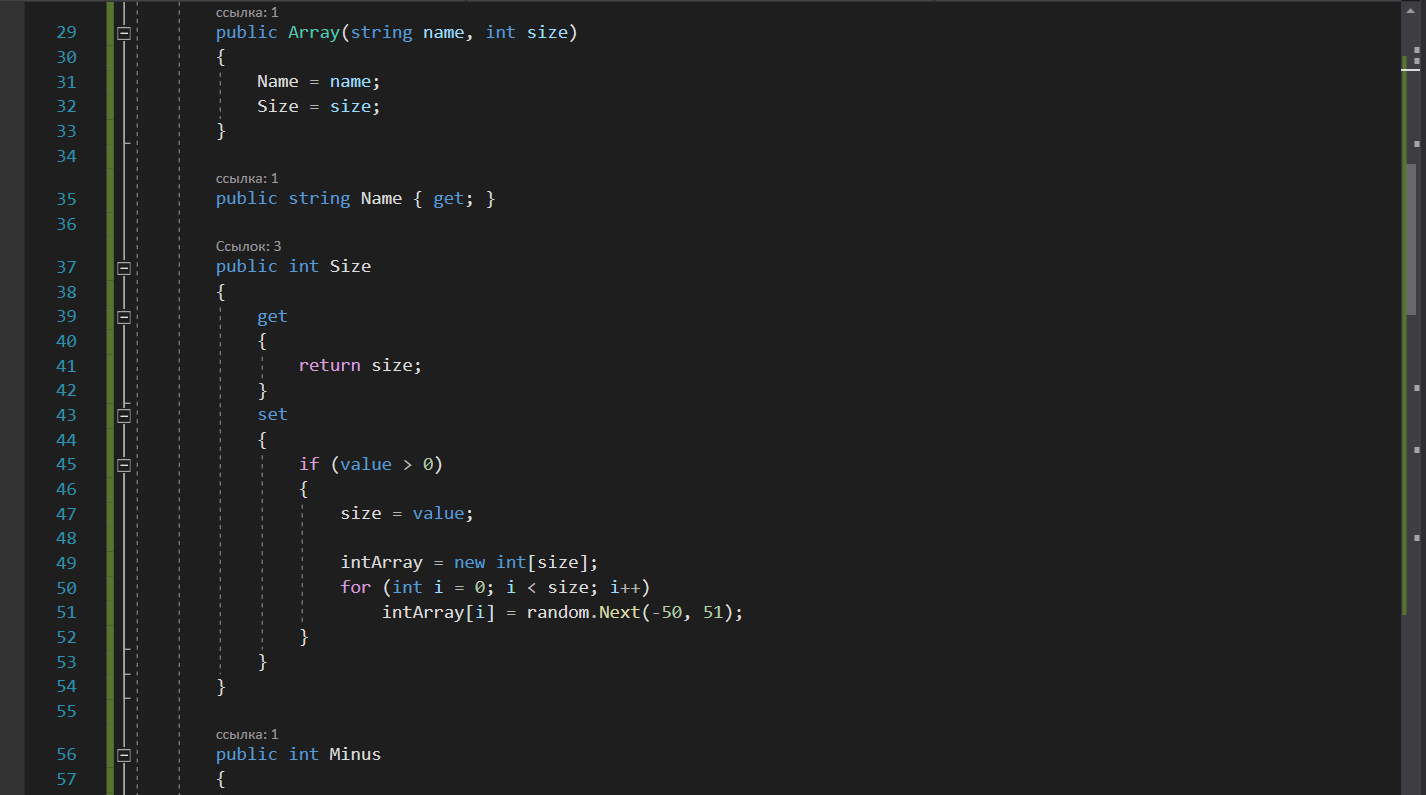 ссылка: 1
29 public Array(string name, int size)
30 {
31 Name = name;
32 Size = size;
33 }
34
ссылка: 1
35 public string Name { get; }
36
Ссылок: 3
37 public int Size
38 {
39 get
40 {
41 return size;
42 }
43 set
44 {
45 if (value > 0)
46 {
47 size = value;
48
49 intArray = new int[size];
50 for (int i = 0; i < size; i++)
51 intArray[i] = random.Next(-50, 51);
52 }
53 }
54 }
55
ссылка: 1
56 public int Minus
57 {